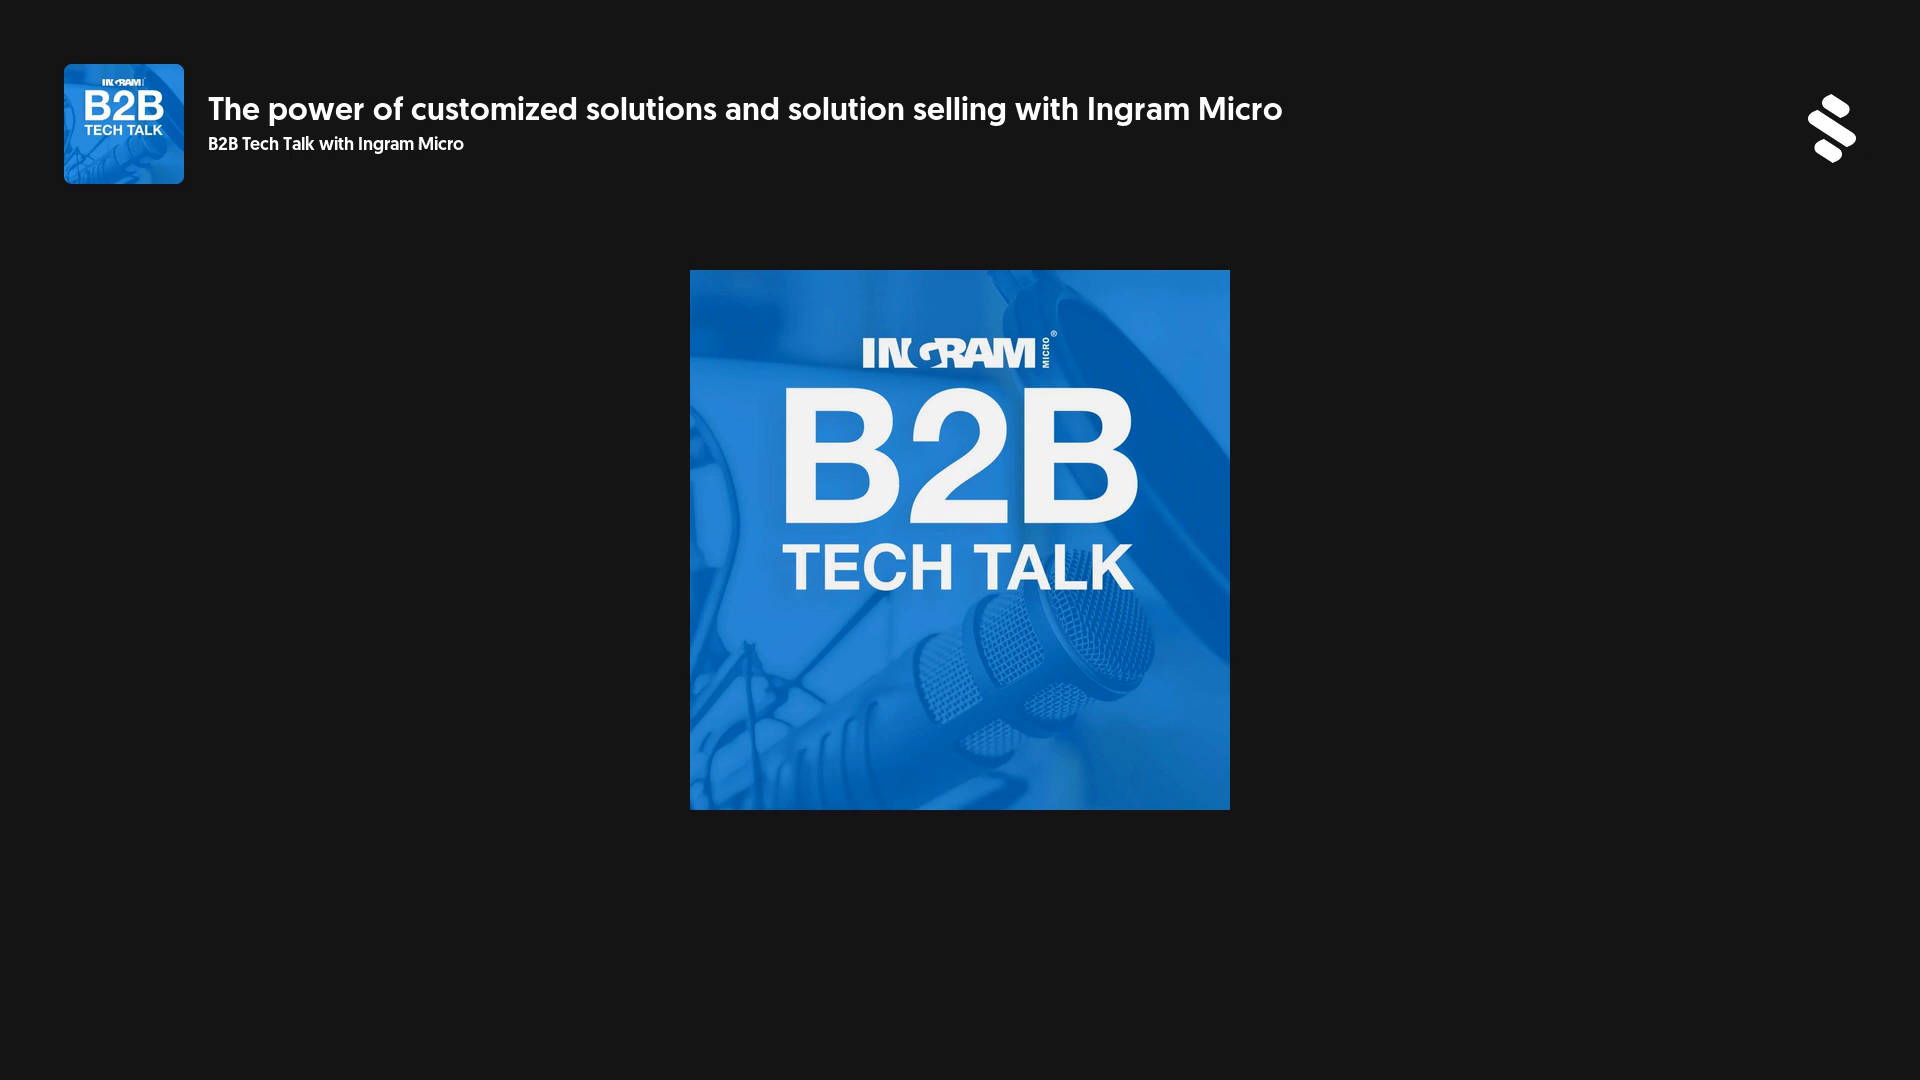 INGRAM
B2B
TECH TALK
The power of customized solutions and solution selling with Ingram Micro
B2B Tech Talk with Ingram Micro
INGRAM MICRO ®
B2B
TECH TALK